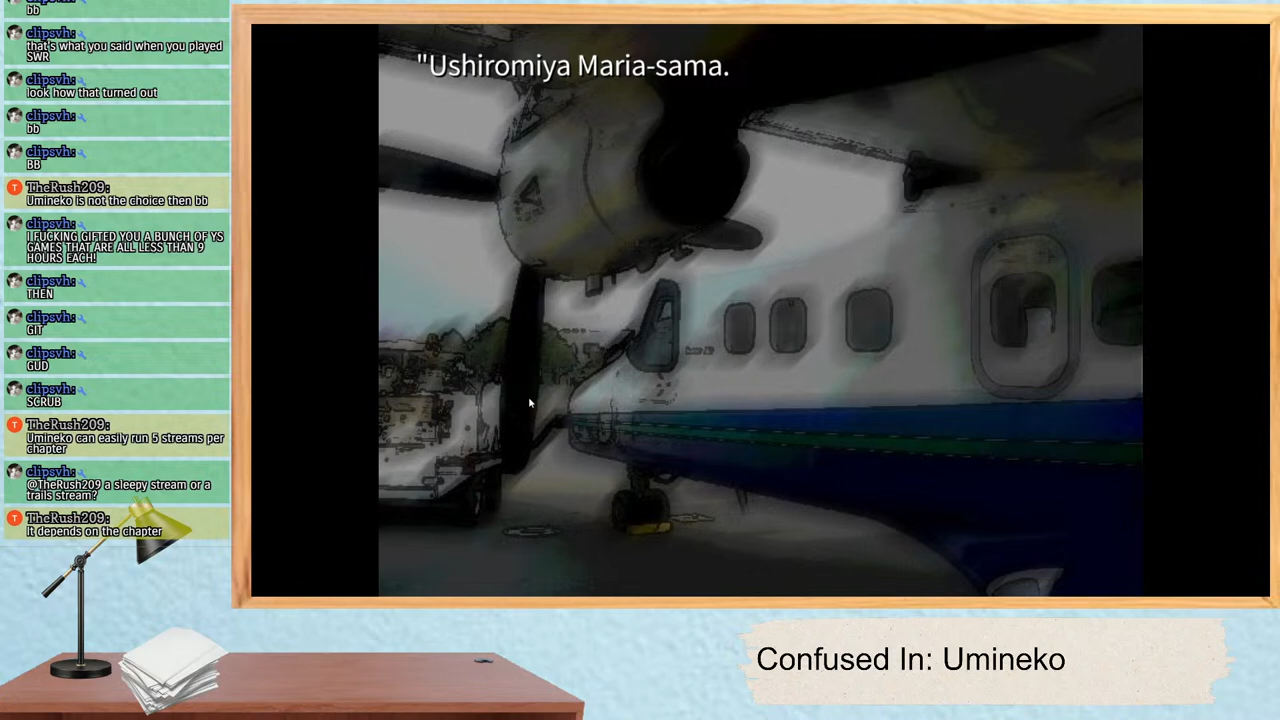 bb
clipsvh:
that's what you said when you played
SWR
clipsvh:
look how that turned out
clipsvh:
bb
clipsvh:
BB
T TheRush209:
Umineko is not the choice then bb
clipsvh:
I FUCKING GIFTED YOU A BUNCH OF YS
GAMES THAT ARE ALL LESS THAN 9
HOURS EACH!
clipsvh:
THEN
clipsvh:
GIT
clipsvh:
GUD
clipsvh:
SCRUB
T TheRush209:
Umineko can easily run 5 streams per
chapter
clipsvh:
@TheRush209 a sleepy stream or a
trails stream?
T TheRush209:
It depends on the chapter
"Ushiromiya Maria-sama.
Confused In: Umineko